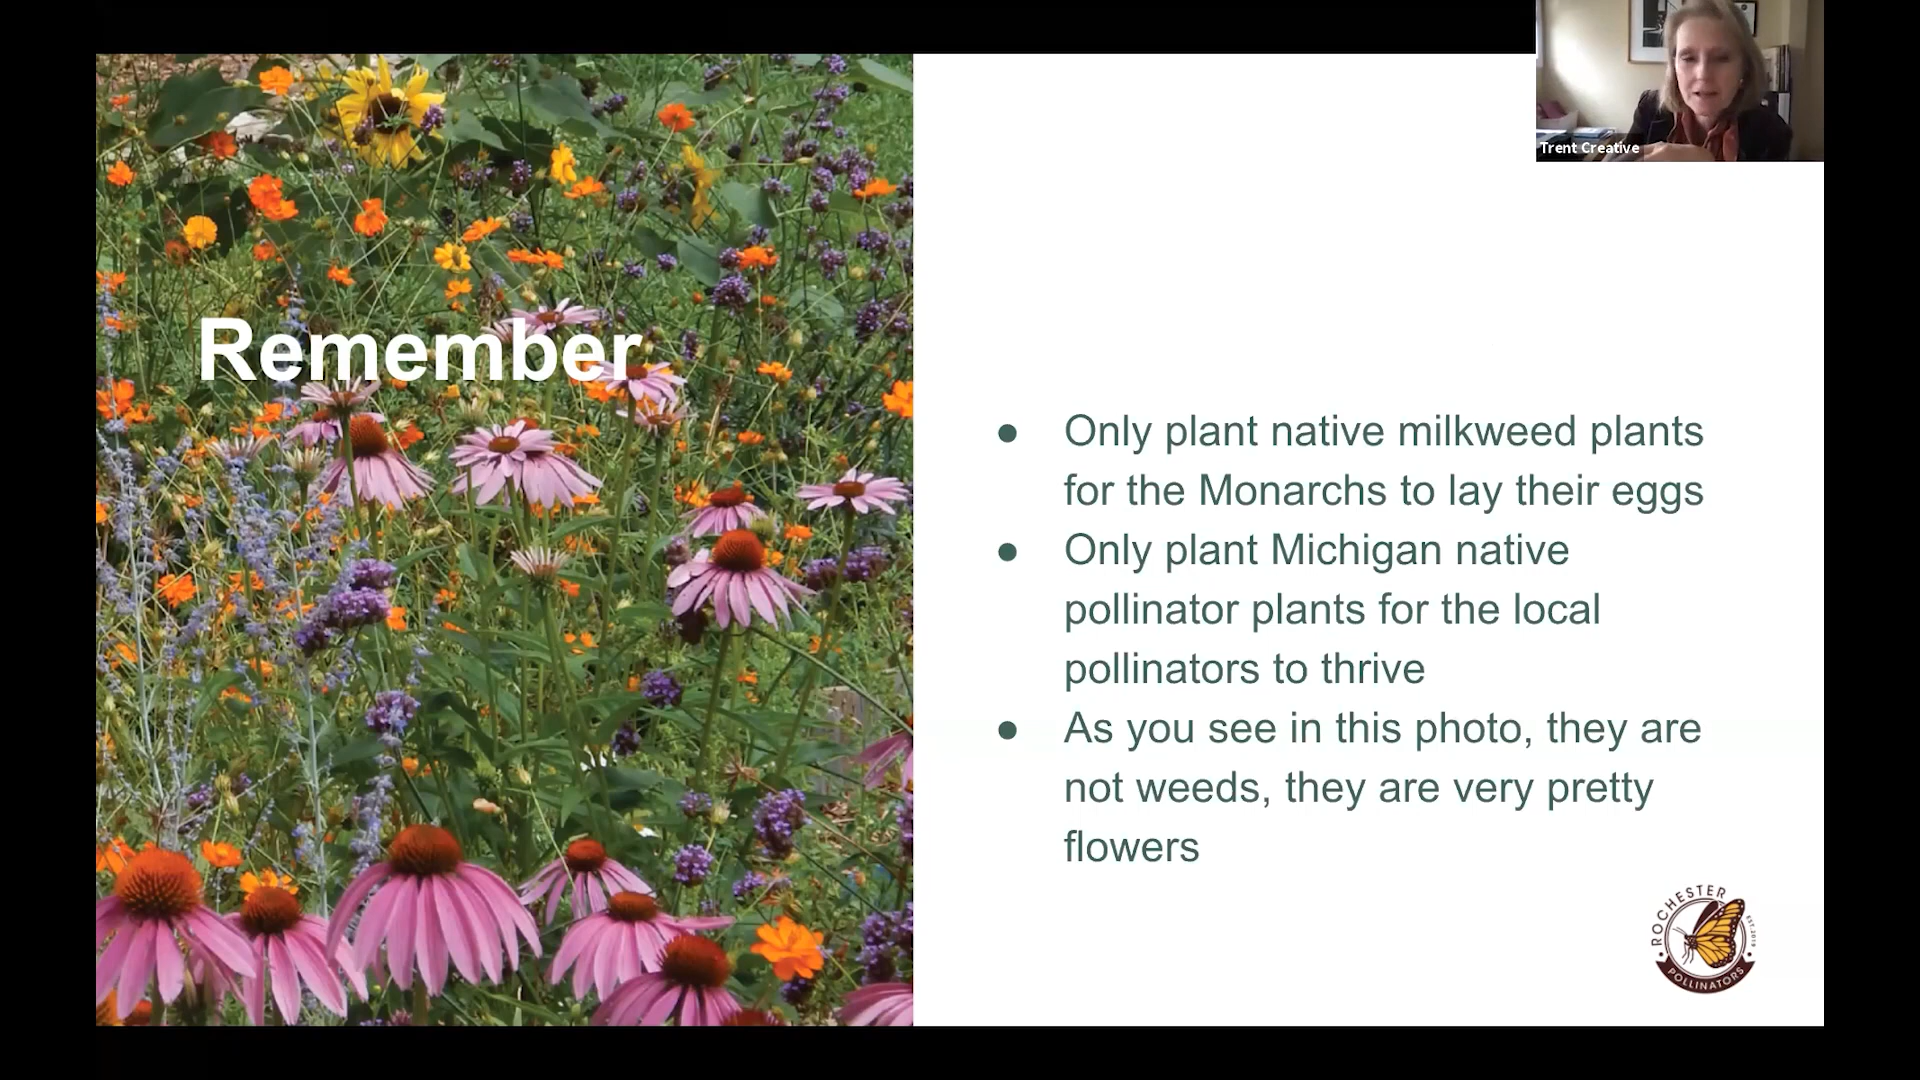 Trent Creative
Remember
● Only plant native milkweed plants
for the Monarchs to lay their eggs
● Only plant Michigan native
pollinator plants for the local
pollinators to thrive
● As you see in this photo, they are
not weeds, they are very pretty
flowers
ROCHESTER
EST. 2019
POLLINATORS